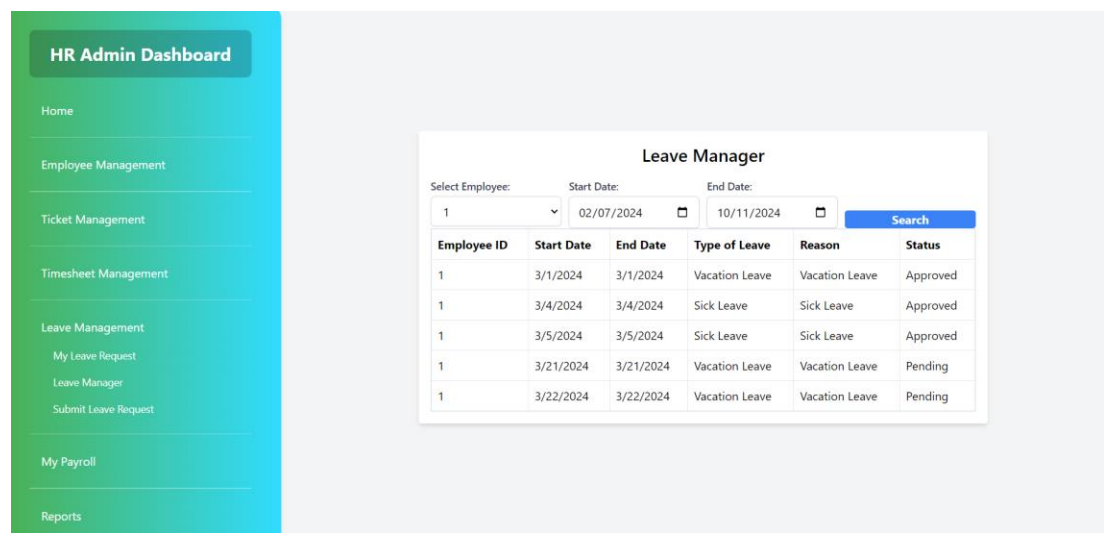 HR Admin Dashboard
Home
Employee Management
Ticket Management
Timesheet Management
Leave Management
My Leave Request
Leave Manager
Submit Leave Request
My Payroll
Reports
Leave Manager
Select Employee: Start Date: End Date:
1 02/07/2024 10/11/2024 Search
Employee ID Start Date End Date Type of Leave Reason Status
1 3/1/2024 3/1/2024 Vacation Leave Vacation Leave Approved
1 3/4/2024 3/4/2024 Sick Leave Sick Leave Approved
1 3/5/2024 3/5/2024 Sick Leave Sick Leave Approved
1 3/21/2024 3/21/2024 Vacation Leave Vacation Leave Pending
1 3/22/2024 3/22/2024 Vacation Leave Vacation Leave Pending